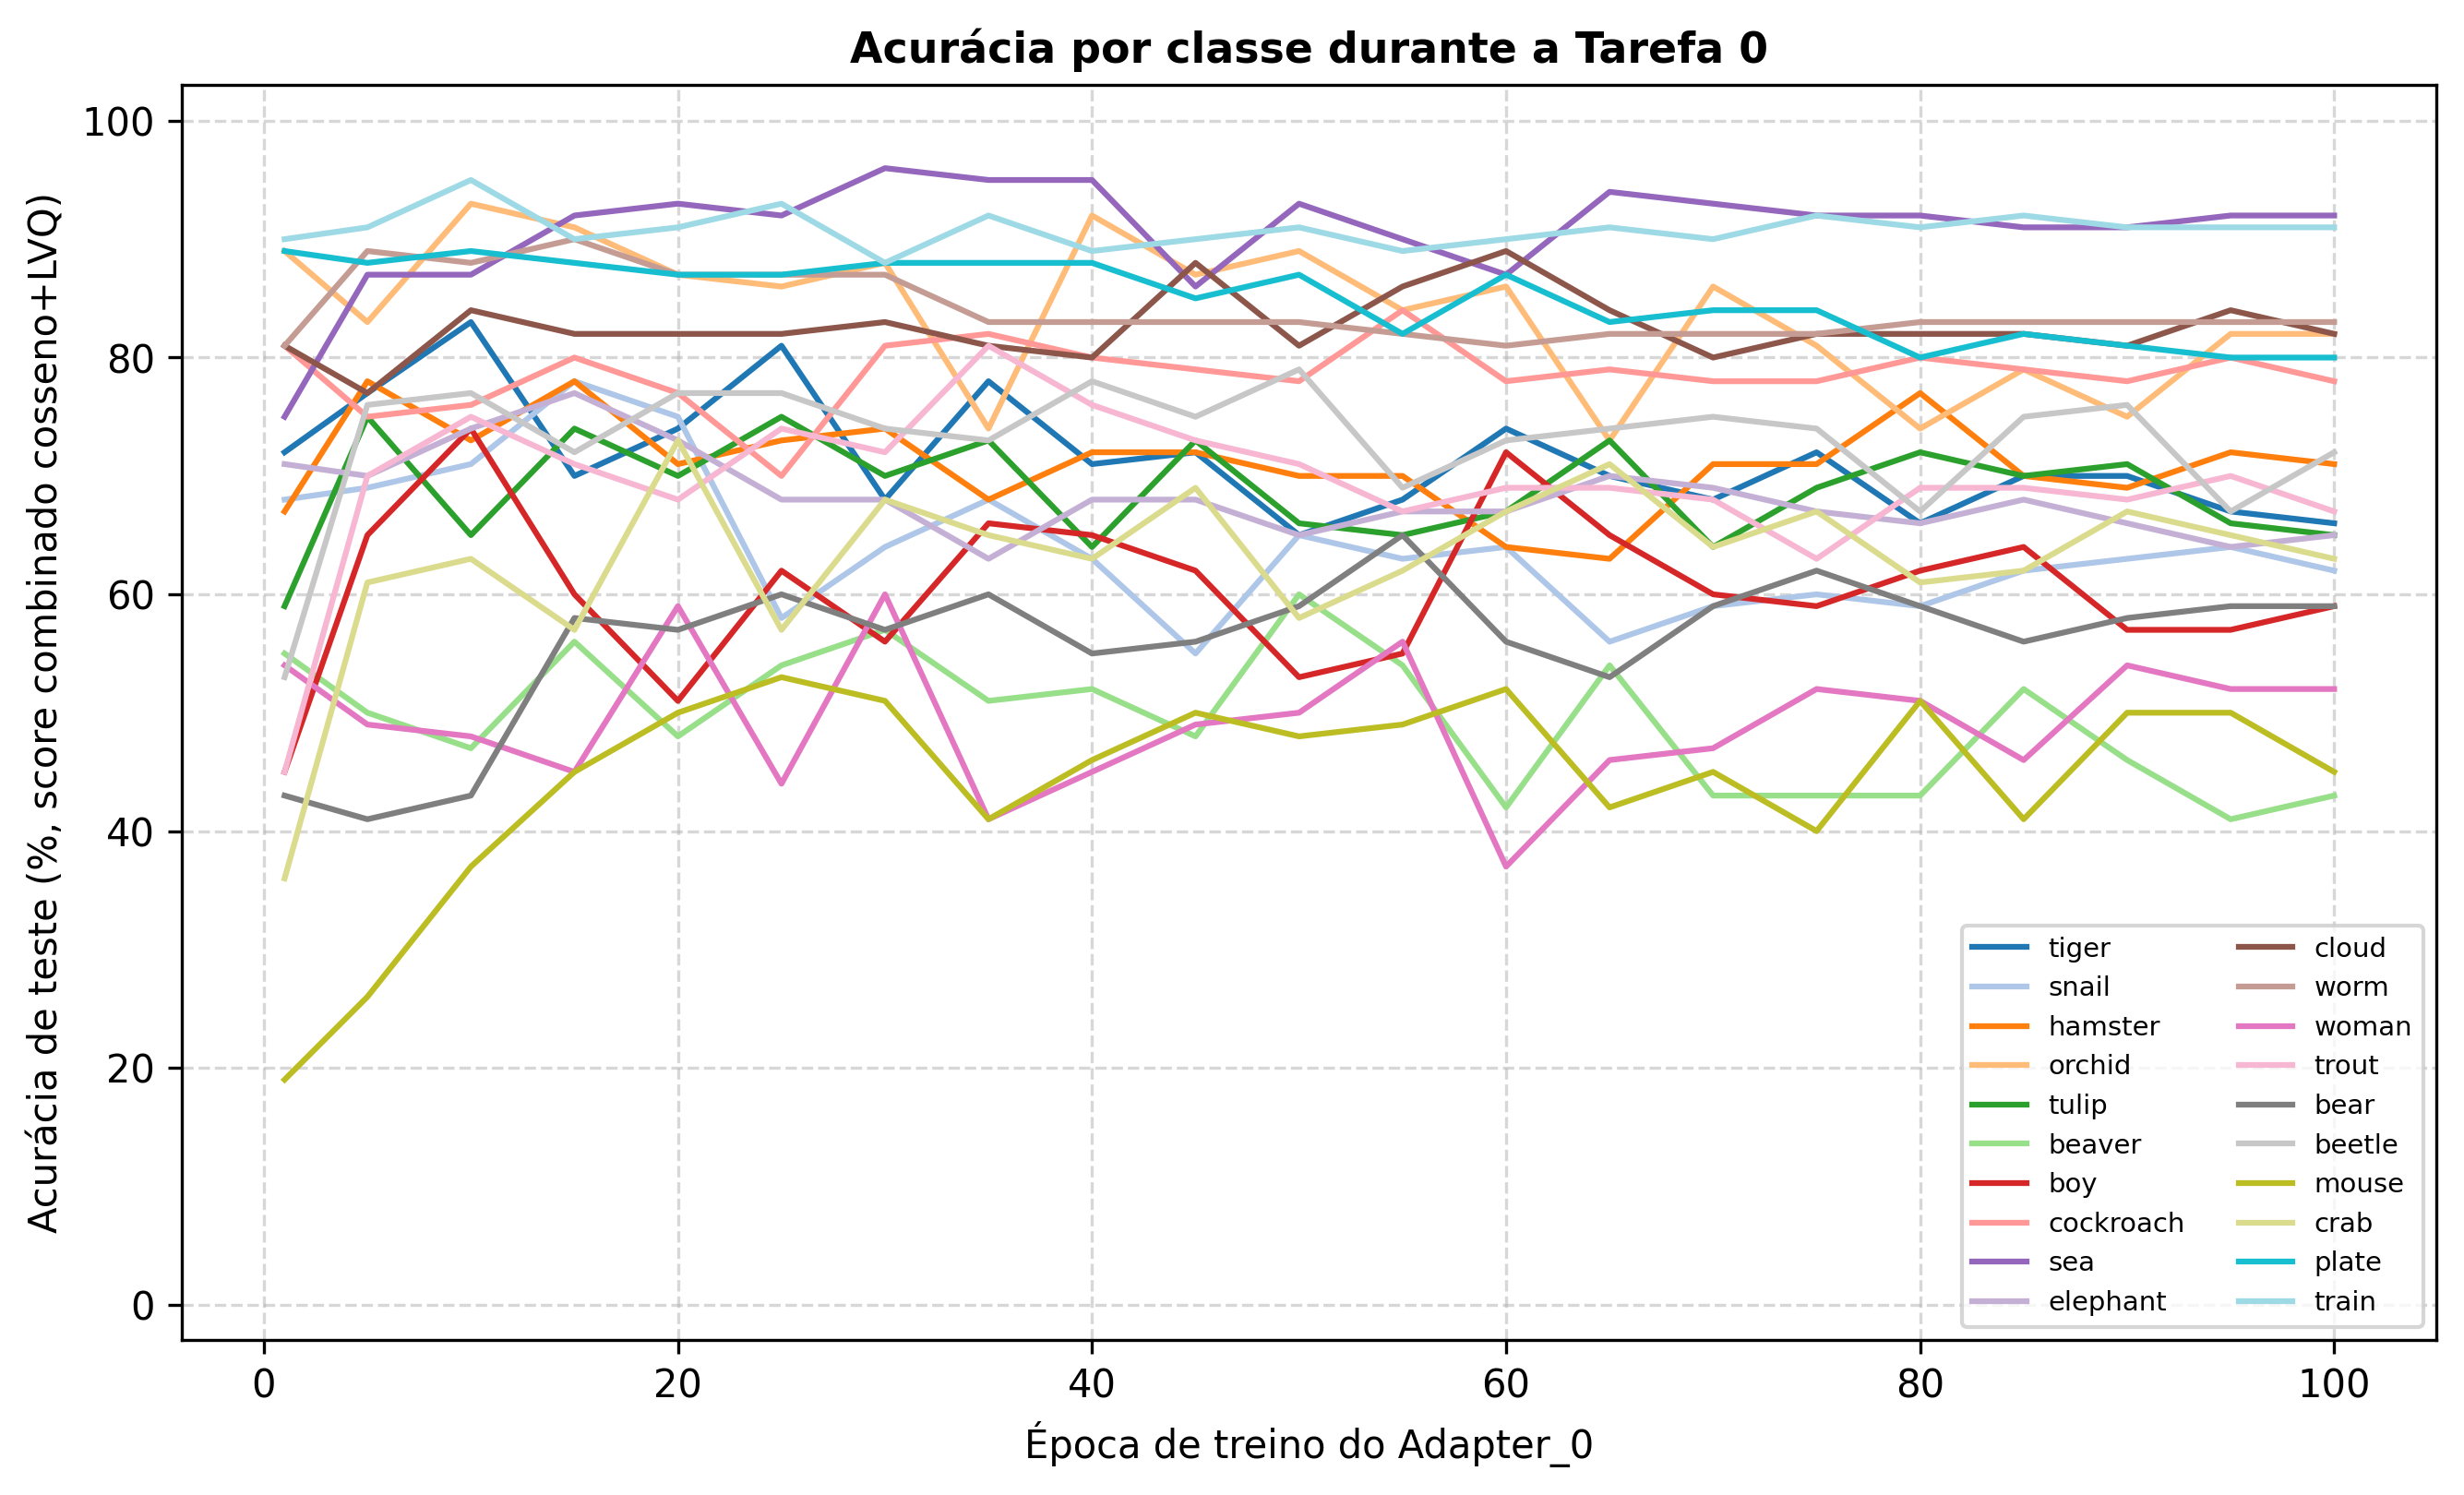 Acurácia por classe durante a Tarefa 0
Acurácia de teste (%, score combinado cosseno+LVQ)
100
80
60
40
20
0
tiger
snail
hamster
orchid
tulip
beaver
boy
cockroach
sea
elephant
cloud
worm
woman
trout
bear
beetle
mouse
crab
plate
train
0 20 40 60 80 100
Época de treino do Adapter_0